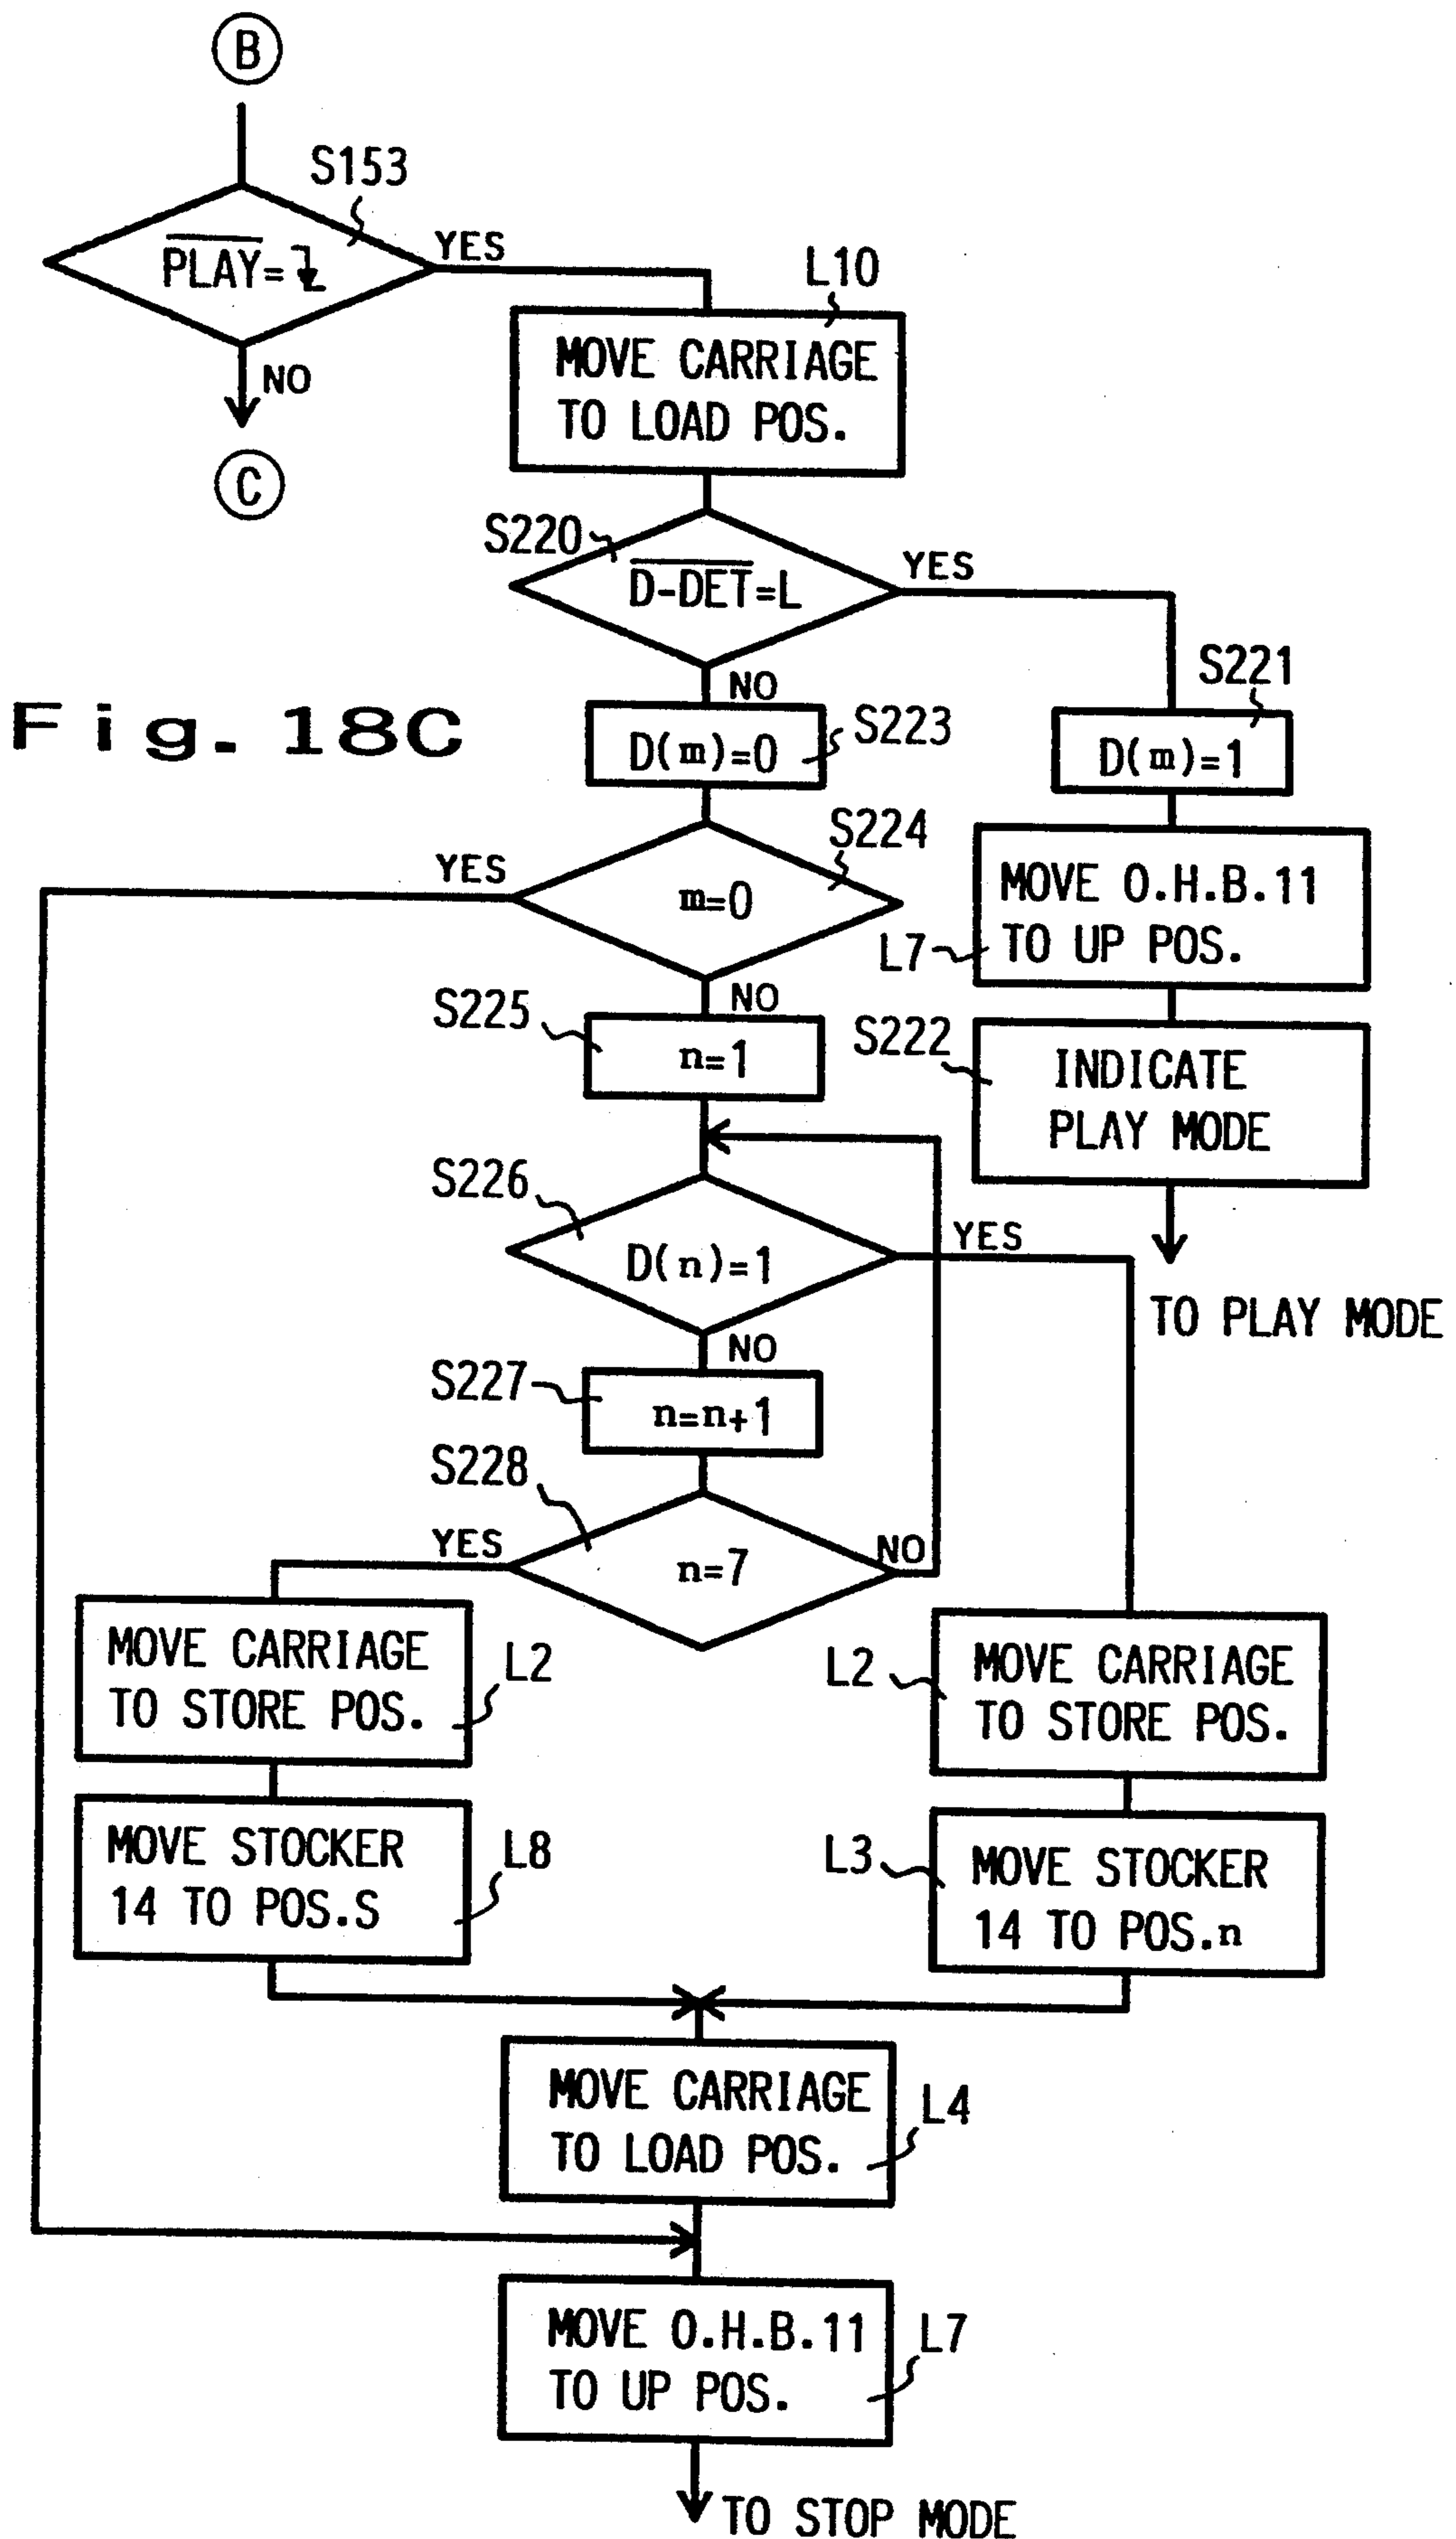 B
S153
PLAY=L
YES
NO
C
L10
MOVE CARRIAGE
TO LOAD POS.
S220
D-DET=L
YES
NO
Fig. 18C
S223
D(m)=0
S221
D(m)=1
S224
YES
m=0
NO
MOVE O.H.B.11
TO UP POS.
L7
S225
n=1
S222
INDICATE
PLAY MODE
TO PLAY MODE
S226
D(n)=1
YES
NO
S227
n=n+1
S228
YES
n=7
NO
MOVE CARRIAGE
TO STORE POS.
L2
L2
MOVE CARRIAGE
TO STORE POS.
MOVE STOCKER
14 TO POS.S
L8
L3
MOVE STOCKER
14 TO POS.n
MOVE CARRIAGE
TO LOAD POS.
L4
MOVE O.H.B.11
TO UP POS.
L7
TO STOP MODE